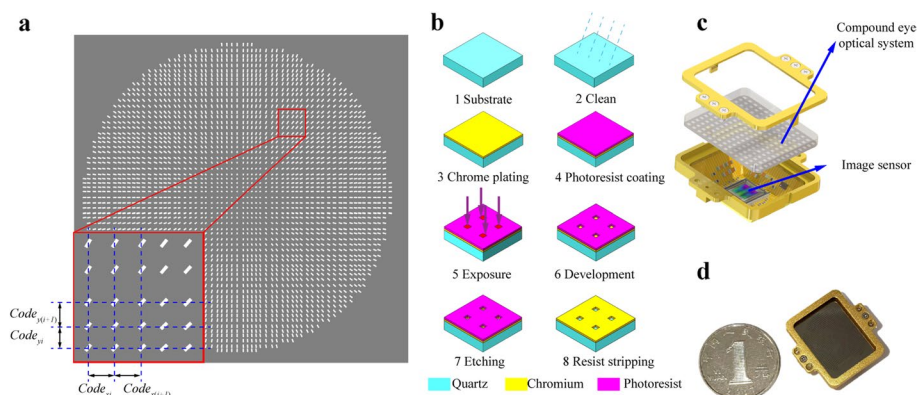 a
Code_y(i-1)
Code_yi
Code_xi
Code_x(i-1)
b
1 Substrate
2 Clean
3 Chrome plating
4 Photoresist coating
5 Exposure
6 Development
7 Etching
8 Resist stripping
Quartz
Chromium
Photoresist
c
Compound eye
optical system
Image sensor
d
1